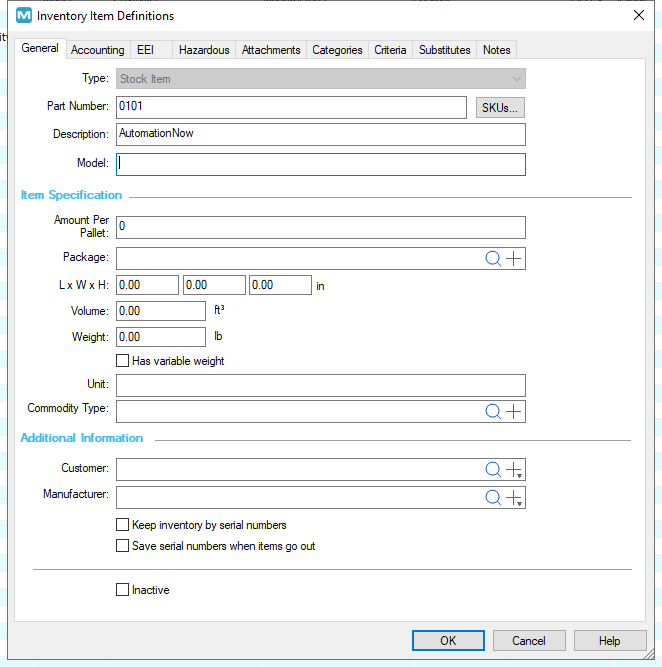 Inventory Item Definitions
General Accounting EEI Hazardous Attachments Categories Criteria Substitutes Notes
Type: Stock Item
Part Number: 0101 SKUs...
Description: AutomationNow
Model:
Item Specification
Amount Per
Pallet: 0
Package:
L x W x H: 0.00 0.00 0.00 in
Volume: 0.00 ft³
Weight: 0.00 lb
Has variable weight
Unit:
Commodity Type:
Additional Information
Customer:
Manufacturer:
Keep inventory by serial numbers
Save serial numbers when items go out
Inactive
OK Cancel Help